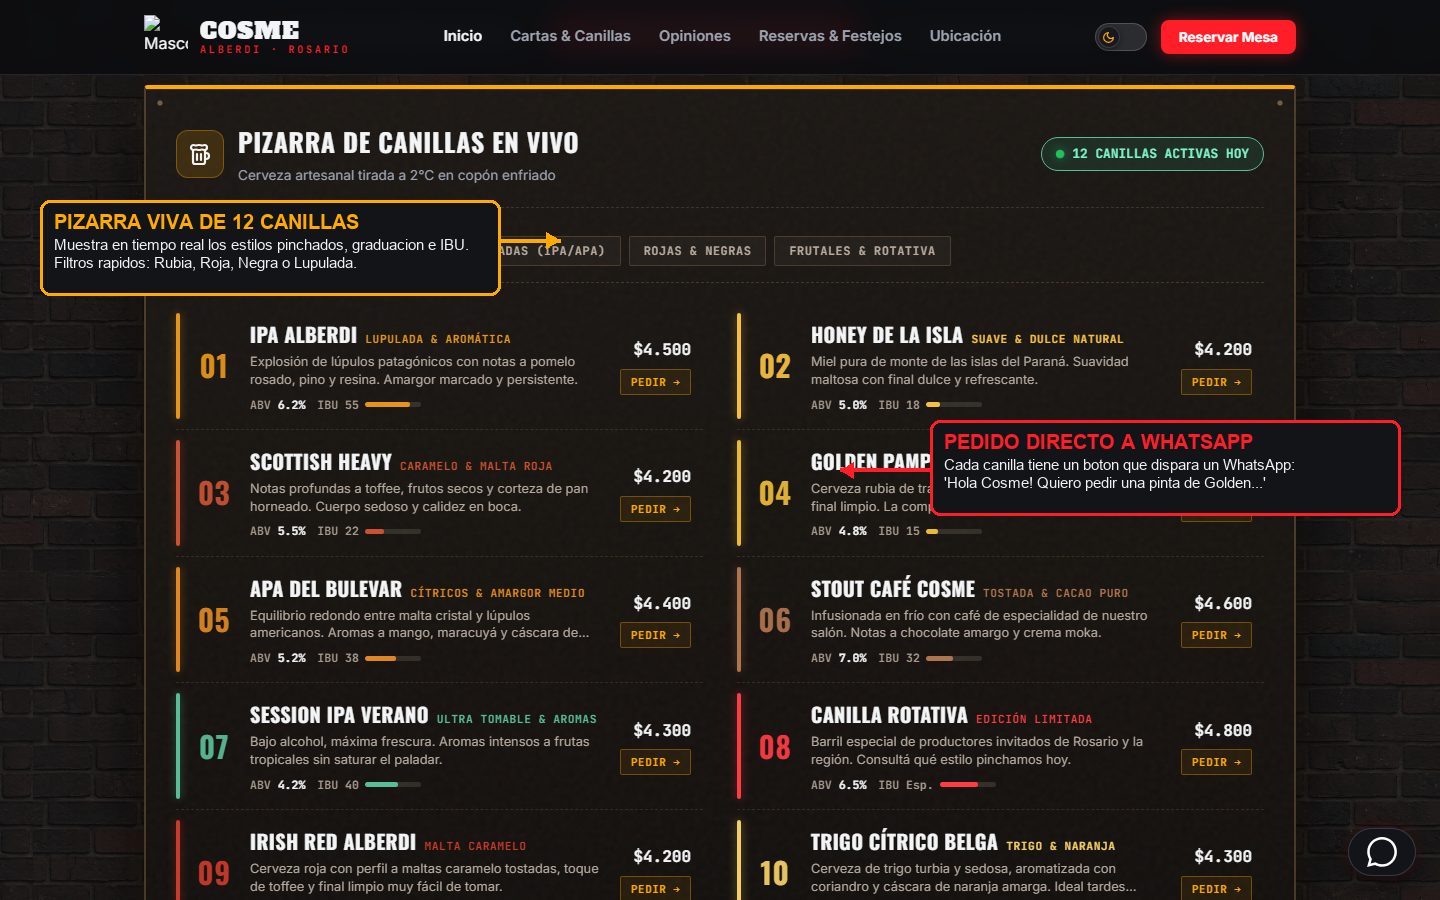 Masco
COSME
ALBERDI · ROSARIO
Inicio
Cartas & Canillas
Opiniones
Reservas & Festejos
Ubicación
Reservar Mesa
PIZARRA DE CANILLAS EN VIVO
Cerveza artesanal tirada a 2°C en copón enfriado
12 CANILLAS ACTIVAS HOY
PIZARRA VIVA DE 12 CANILLAS
Muestra en tiempo real los estilos pinchados, graduacion e IBU.
Filtros rapidos: Rubia, Roja, Negra o Lupulada.
ADAS (IPA/APA)
ROJAS & NEGRAS
FRUTALES & ROTATIVA
01
IPA ALBERDI LUPULADA & AROMÁTICA
Explosión de lúpulos patagónicos con notas a pomelo
rosado, pino y resina. Amargor marcado y persistente.
ABV 6.2% IBU 55
$4.500
PEDIR →
02
HONEY DE LA ISLA SUAVE & DULCE NATURAL
Miel pura de monte de las islas del Paraná. Suavidad
maltosa con final dulce y refrescante.
ABV 5.0% IBU 18
$4.200
PEDIR →
03
SCOTTISH HEAVY CARAMELO & MALTA ROJA
Notas profundas a toffee, frutos secos y corteza de pan
horneado. Cuerpo sedoso y calidez en boca.
ABV 5.5% IBU 22
$4.200
PEDIR →
04
GOLDEN PAMP
Cerveza rubia de tra
final limpio. La comp
ABV 4.8% IBU 15
PEDIDO DIRECTO A WHATSAPP
Cada canilla tiene un boton que dispara un WhatsApp:
'Hola Cosme! Quiero pedir una pinta de Golden...'
05
APA DEL BULEVAR CÍTRICOS & AMARGOR MEDIO
Equilibrio redondo entre malta cristal y lúpulos
americanos. Aromas a mango, maracuyá y cáscara de...
ABV 5.2% IBU 38
$4.400
PEDIR →
06
STOUT CAFÉ COSME TOSTADA & CACAO PURO
Infusionada en frío con café de especialidad de nuestro
salón. Notas a chocolate amargo y crema moka.
ABV 7.0% IBU 32
$4.600
PEDIR →
07
SESSION IPA VERANO ULTRA TOMABLE & AROMAS
Bajo alcohol, máxima frescura. Aromas intensos a frutas
tropicales sin saturar el paladar.
ABV 4.2% IBU 40
$4.300
PEDIR →
08
CANILLA ROTATIVA EDICIÓN LIMITADA
Barril especial de productores invitados de Rosario y la
región. Consultá qué estilo pinchamos hoy.
ABV 6.5% IBU Esp.
$4.800
PEDIR →
09
IRISH RED ALBERDI MALTA CARAMELO
Cerveza roja con perfil a maltas caramelo tostadas, toque
de toffee y final limpio muy fácil de tomar.
$4.200
PEDIR →
10
TRIGO CÍTRICO BELGA TRIGO & NARANJA
Cerveza de trigo turbia y sedosa, aromatizada con
coriandro y cáscara de naranja amarga. Ideal tardes...
$4.300
PEDIR →